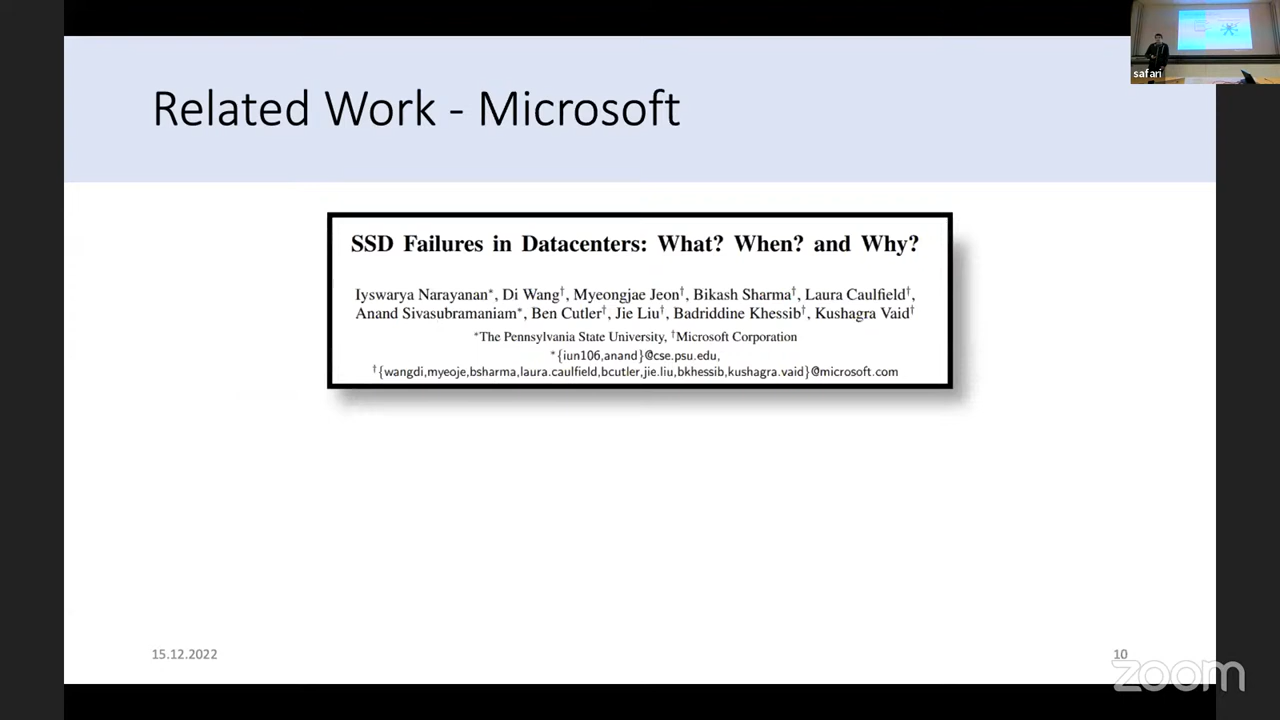 safari
Related Work - Microsoft
SSD Failures in Datacenters: What? When? and Why?
Iyswarya Narayanan*, Di Wang†, Myeongjae Jeon†, Bikash Sharma†, Laura Caulfield†,
Anand Sivasubramaniam*, Ben Cutler†, Jie Liu†, Badriddine Khessib†, Kushagra Vaid†
*The Pennsylvania State University, †Microsoft Corporation
*{iun106,anand}@cse.psu.edu,
†{wangdi,myeoje,bsharma,laura.caulfield,bcutler,jie.liu,bkhessib,kushagra.vaid}@microsoft.com
15.12.2022
10
zoom